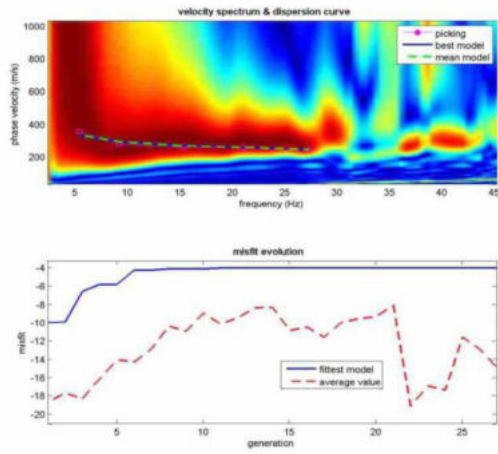 velocity spectrum & dispersion curve
1000
800
600
400
200
phase velocity (m/s)
picking
best model
mean model
5 10 15 20 25 30 35 40 45
frequency (Hz)
misfit evolution
-4
-6
-8
-10
-12
-14
-16
-18
-20
misfit
fittest model
average value
5 10 15 20 25
generation